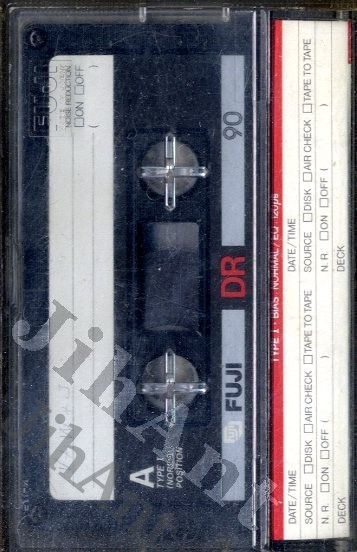 FUJI
NOISE REDUCTION
□ON □OFF
(                )
A
TYPE I
(NORMAL)
POSITION
FUJI DR 90
TYPE I · BIAS : NORMAL / EQ : 120μs
DATE/TIME
SOURCE □DISK □AIR CHECK □TAPE TO TAPE
N.R. □ON □OFF (
DECK
DATE/TIME
SOURCE □DISK □AIR CHECK □TAPE TO TAPE
N.R. □ON □OFF (                )
DECK
JihAnt
JihAnt